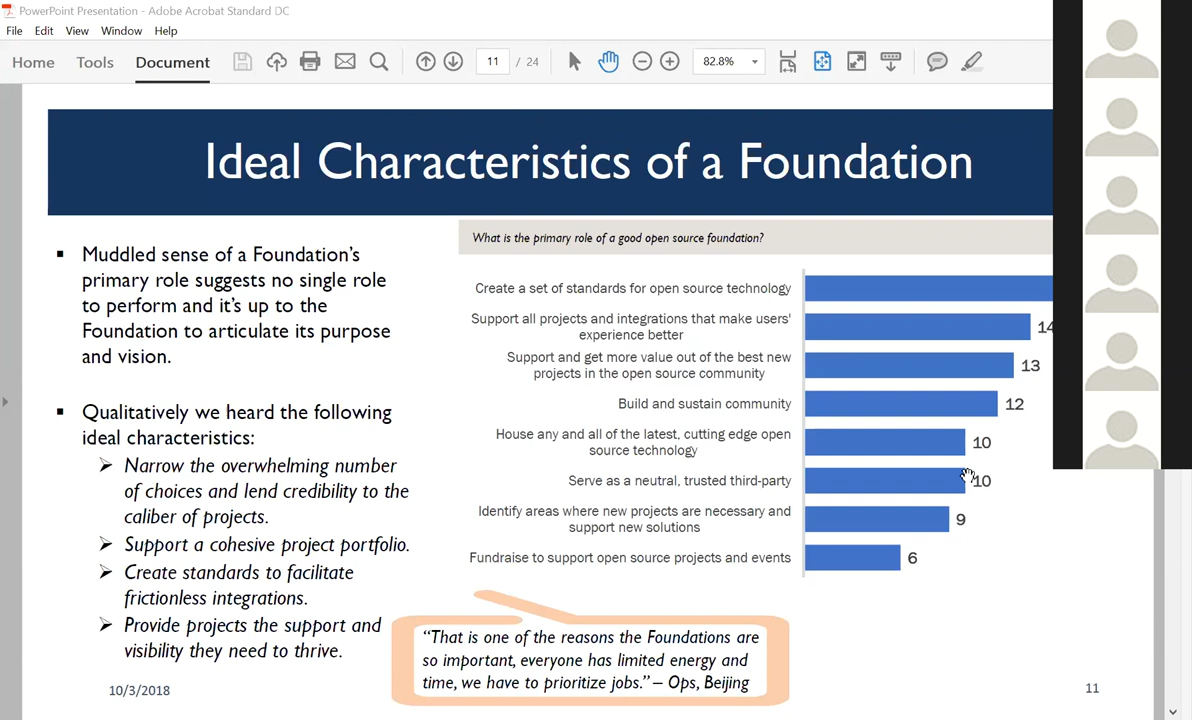 PowerPoint Presentation - Adobe Acrobat Standard DC
File Edit View Window Help
Home Tools Document 11 / 24 82.8%
Ideal Characteristics of a Foundation
▪ Muddled sense of a Foundation's
primary role suggests no single role
to perform and it's up to the
Foundation to articulate its purpose
and vision.
▪ Qualitatively we heard the following
ideal characteristics:
➢ Narrow the overwhelming number
of choices and lend credibility to the
caliber of projects.
➢ Support a cohesive project portfolio.
➢ Create standards to facilitate
frictionless integrations.
➢ Provide projects the support and
visibility they need to thrive.
What is the primary role of a good open source foundation?
Create a set of standards for open source technology
Support all projects and integrations that make users'
experience better
14
Support and get more value out of the best new
projects in the open source community
13
Build and sustain community
12
House any and all of the latest, cutting edge open
source technology
10
Serve as a neutral, trusted third-party
10
Identify areas where new projects are necessary and
support new solutions
9
Fundraise to support open source projects and events
6
“That is one of the reasons the Foundations are
so important, everyone has limited energy and
time, we have to prioritize jobs.” – Ops, Beijing
10/3/2018
11